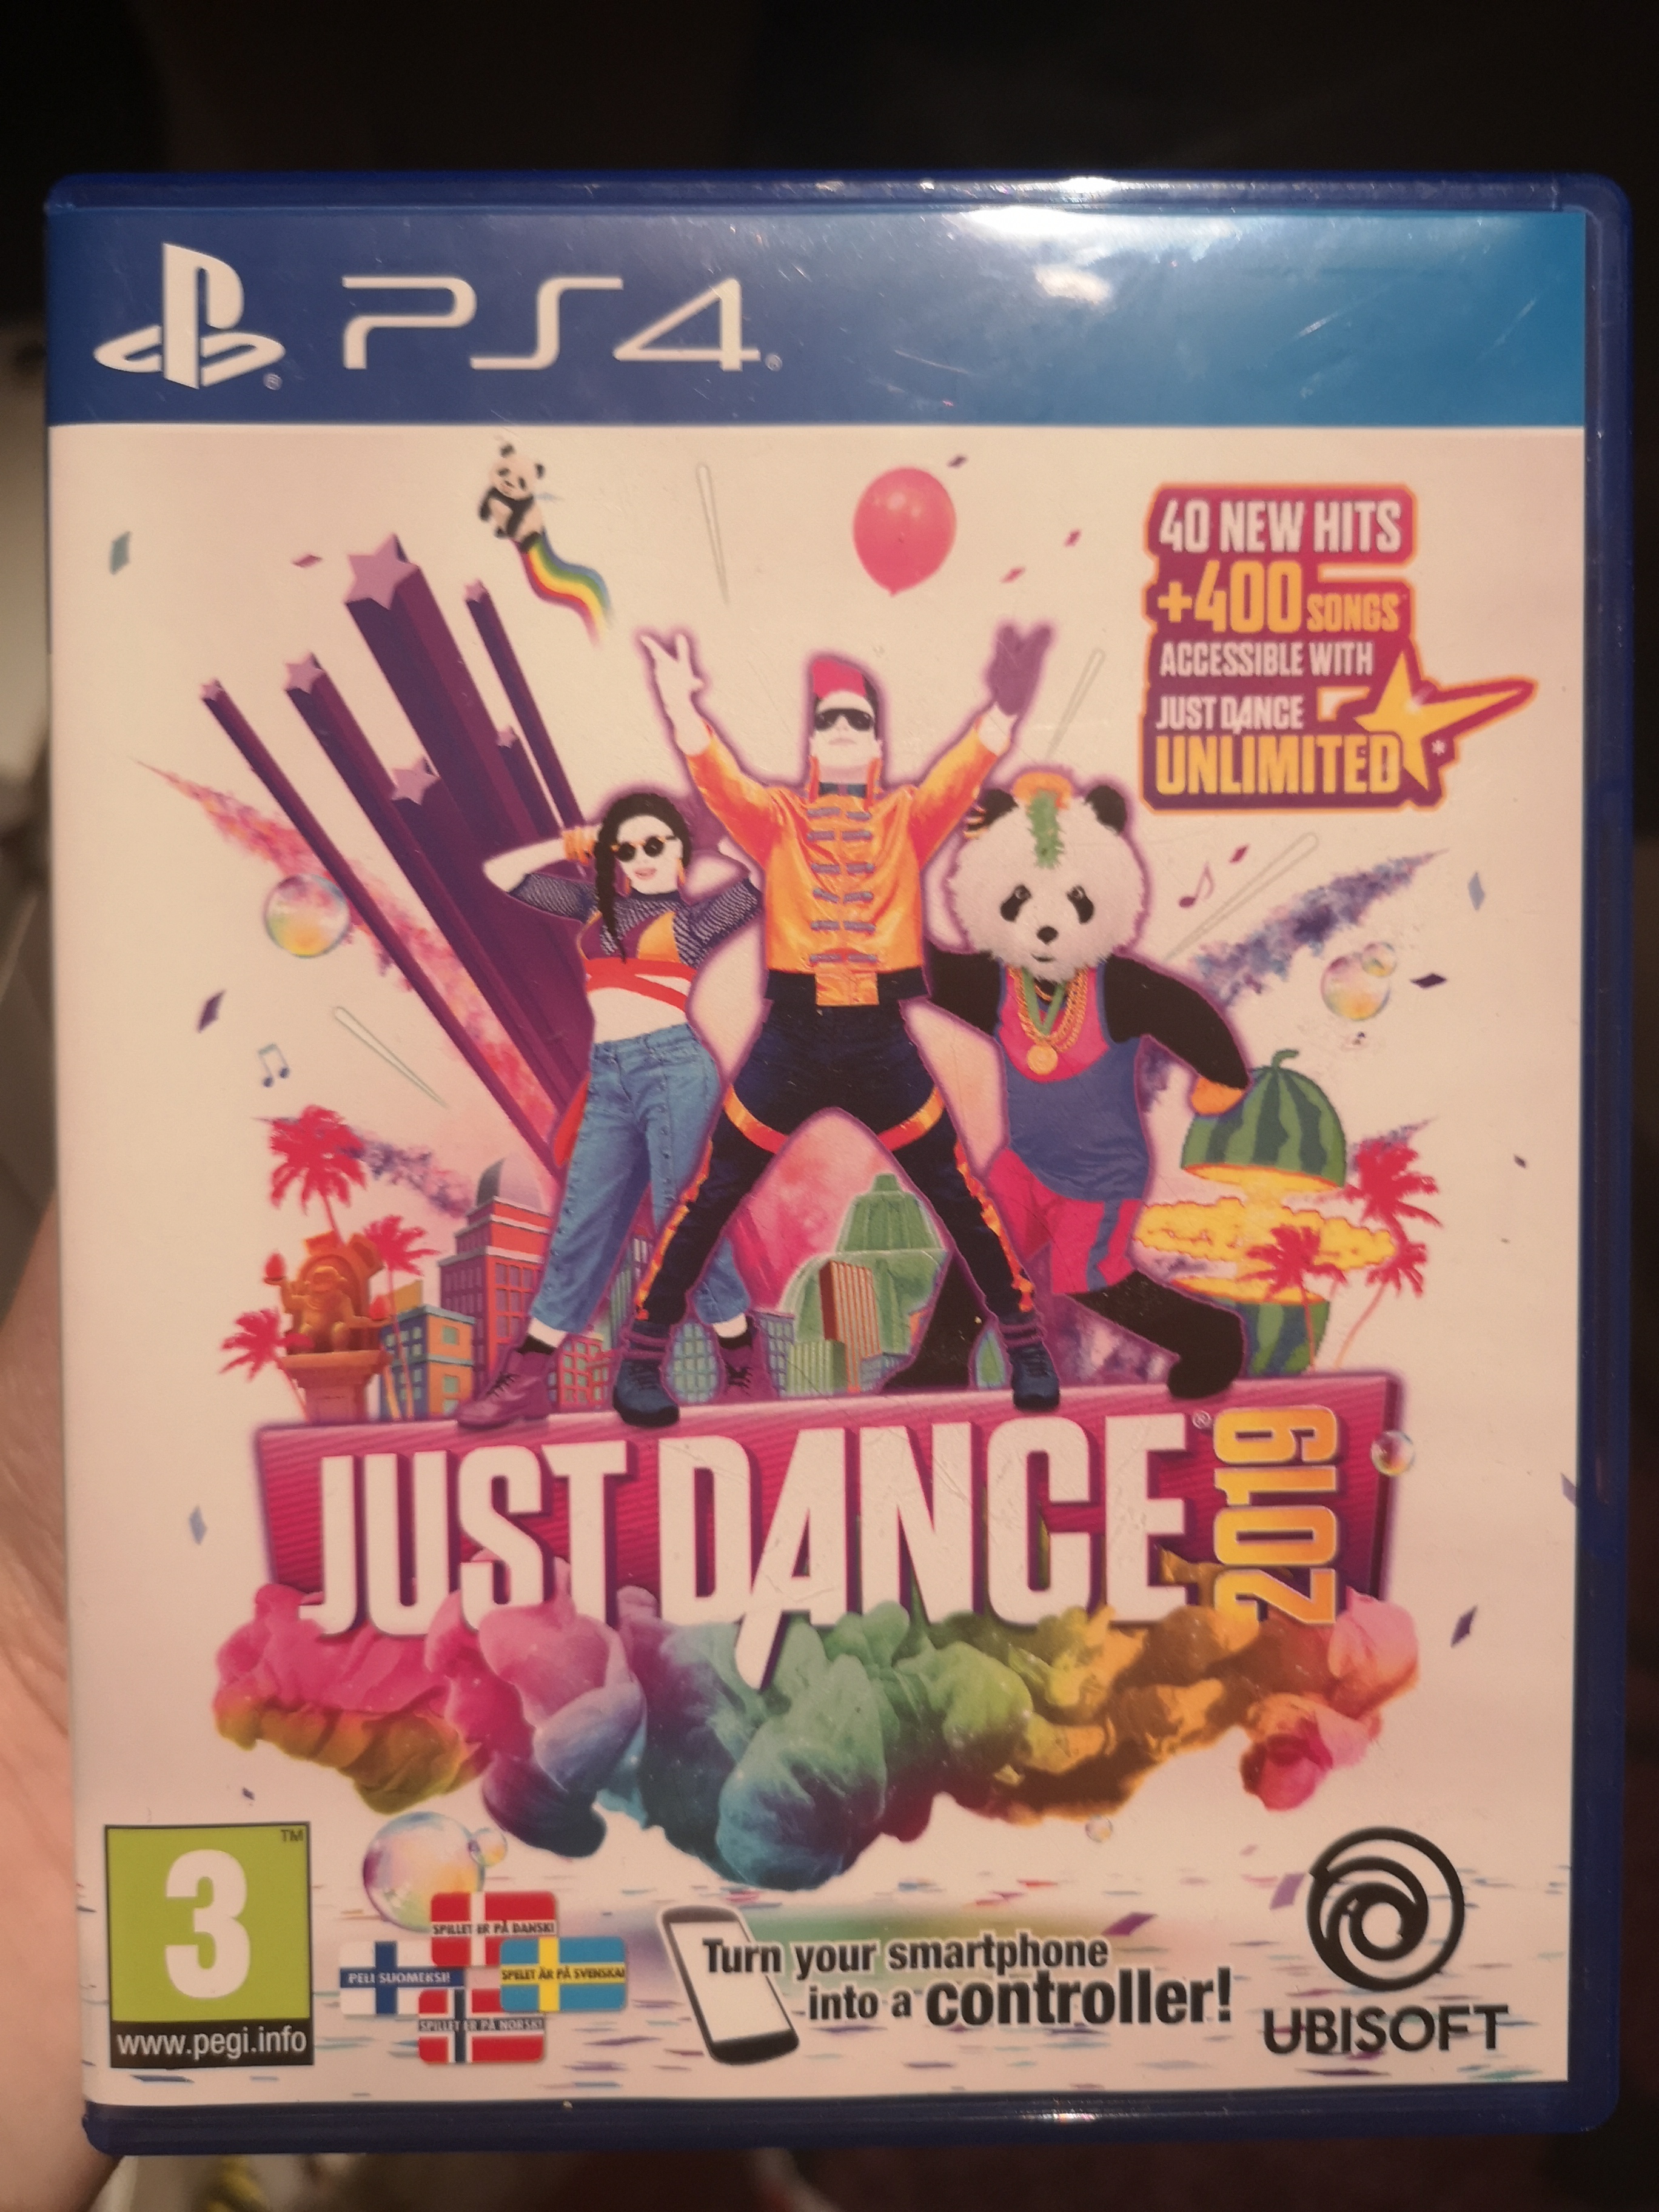 PS4
40 NEW HITS
+400 SONGS
ACCESSIBLE WITH
JUST DANCE
UNLIMITED*
JUST DANCE® 2019
3™
www.pegi.info
SPILLET ER PÅ DANSK!
PELI SUOMEKSI!
SPELET ÄR PÅ SVENSKA!
SPILLET ER PÅ NORSK!
Turn your smartphone
into a controller!
UBISOFT